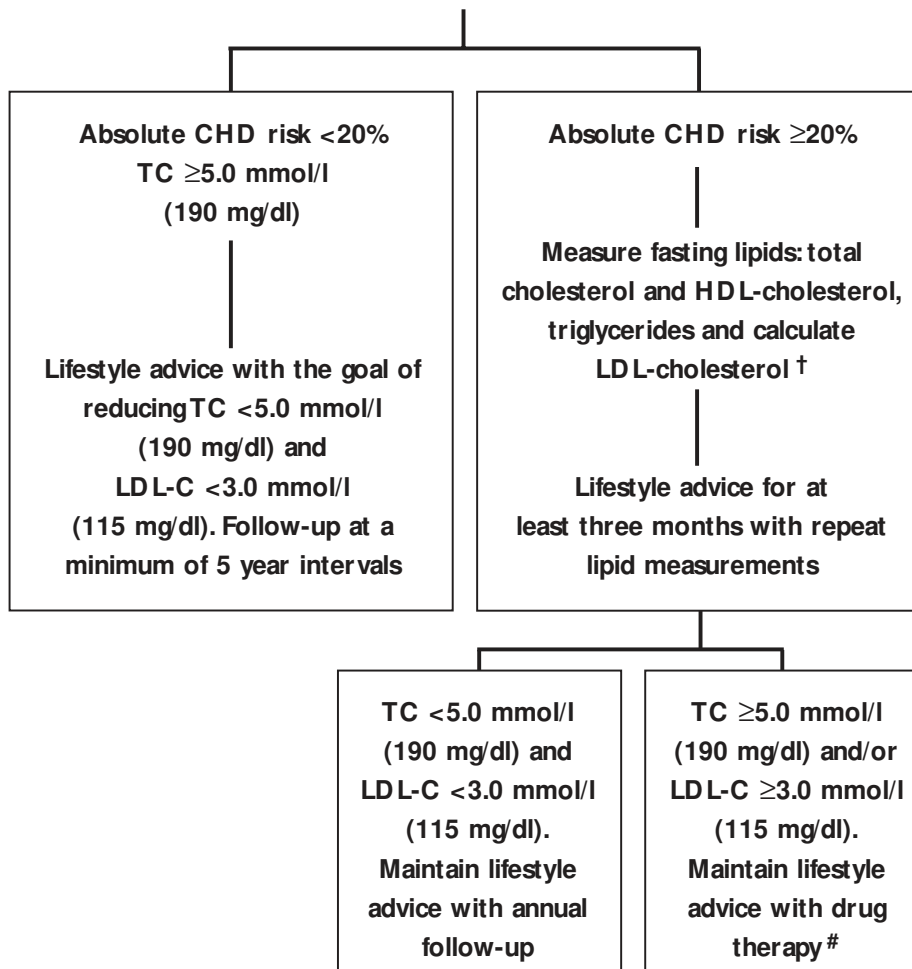 Absolute CHD risk <20%
TC ≥5.0 mmol/l
(190 mg/dl)
Lifestyle advice with the goal of
reducing TC <5.0 mmol/l
(190 mg/dl) and
LDL-C <3.0 mmol/l
(115 mg/dl). Follow-up at a
minimum of 5 year intervals
Absolute CHD risk ≥20%
Measure fasting lipids: total
cholesterol and HDL-cholesterol,
triglycerides and calculate
LDL-cholesterol †
Lifestyle advice for at
least three months with repeat
lipid measurements
TC <5.0 mmol/l
(190 mg/dl) and
LDL-C <3.0 mmol/l
(115 mg/dl).
Maintain lifestyle
advice with annual
follow-up
TC ≥5.0 mmol/l
(190 mg/dl) and/or
LDL-C ≥3.0 mmol/l
(115 mg/dl).
Maintain lifestyle
advice with drug
therapy #